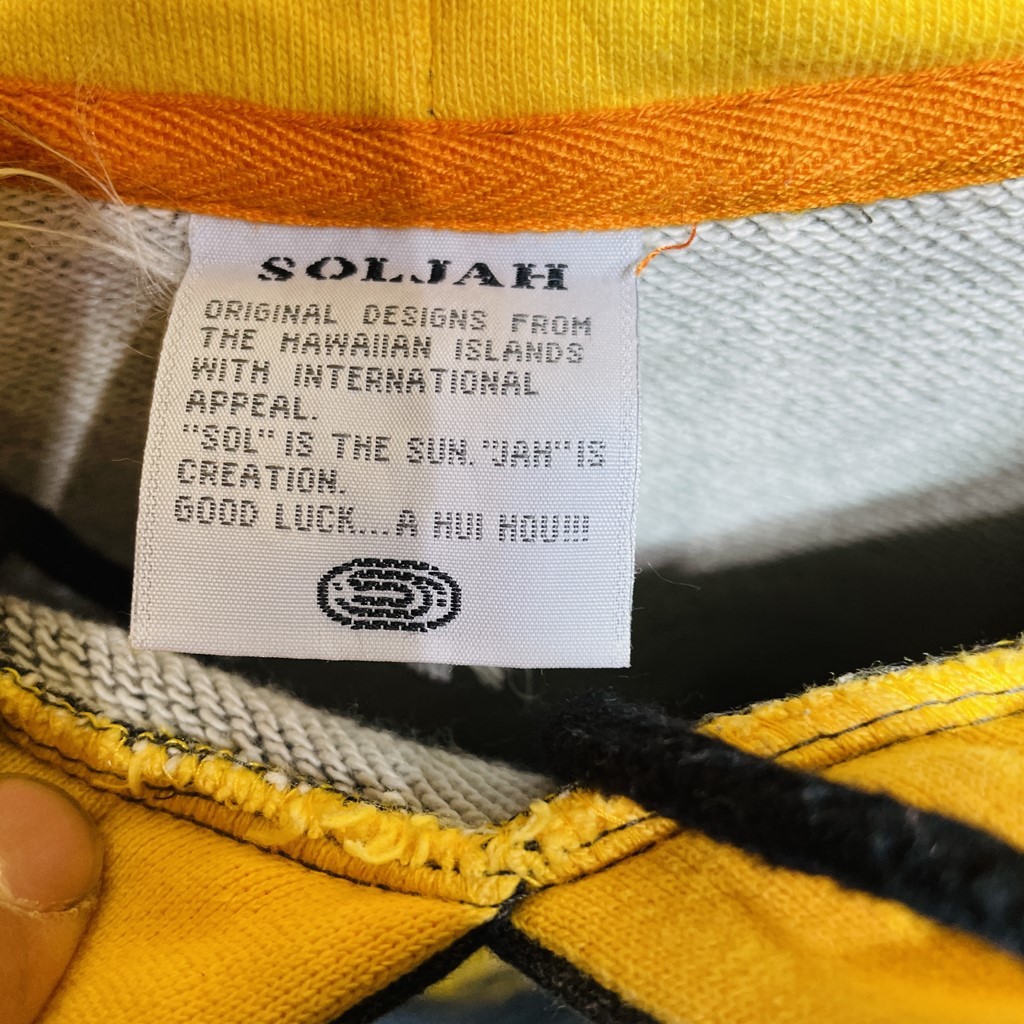 SOLJAH
ORIGINAL DESIGNS FROM
THE HAWAIIAN ISLANDS
WITH INTERNATIONAL
APPEAL.
"SOL" IS THE SUN. "JAH" IS
CREATION.
GOOD LUCK...A HUI HOU!!!